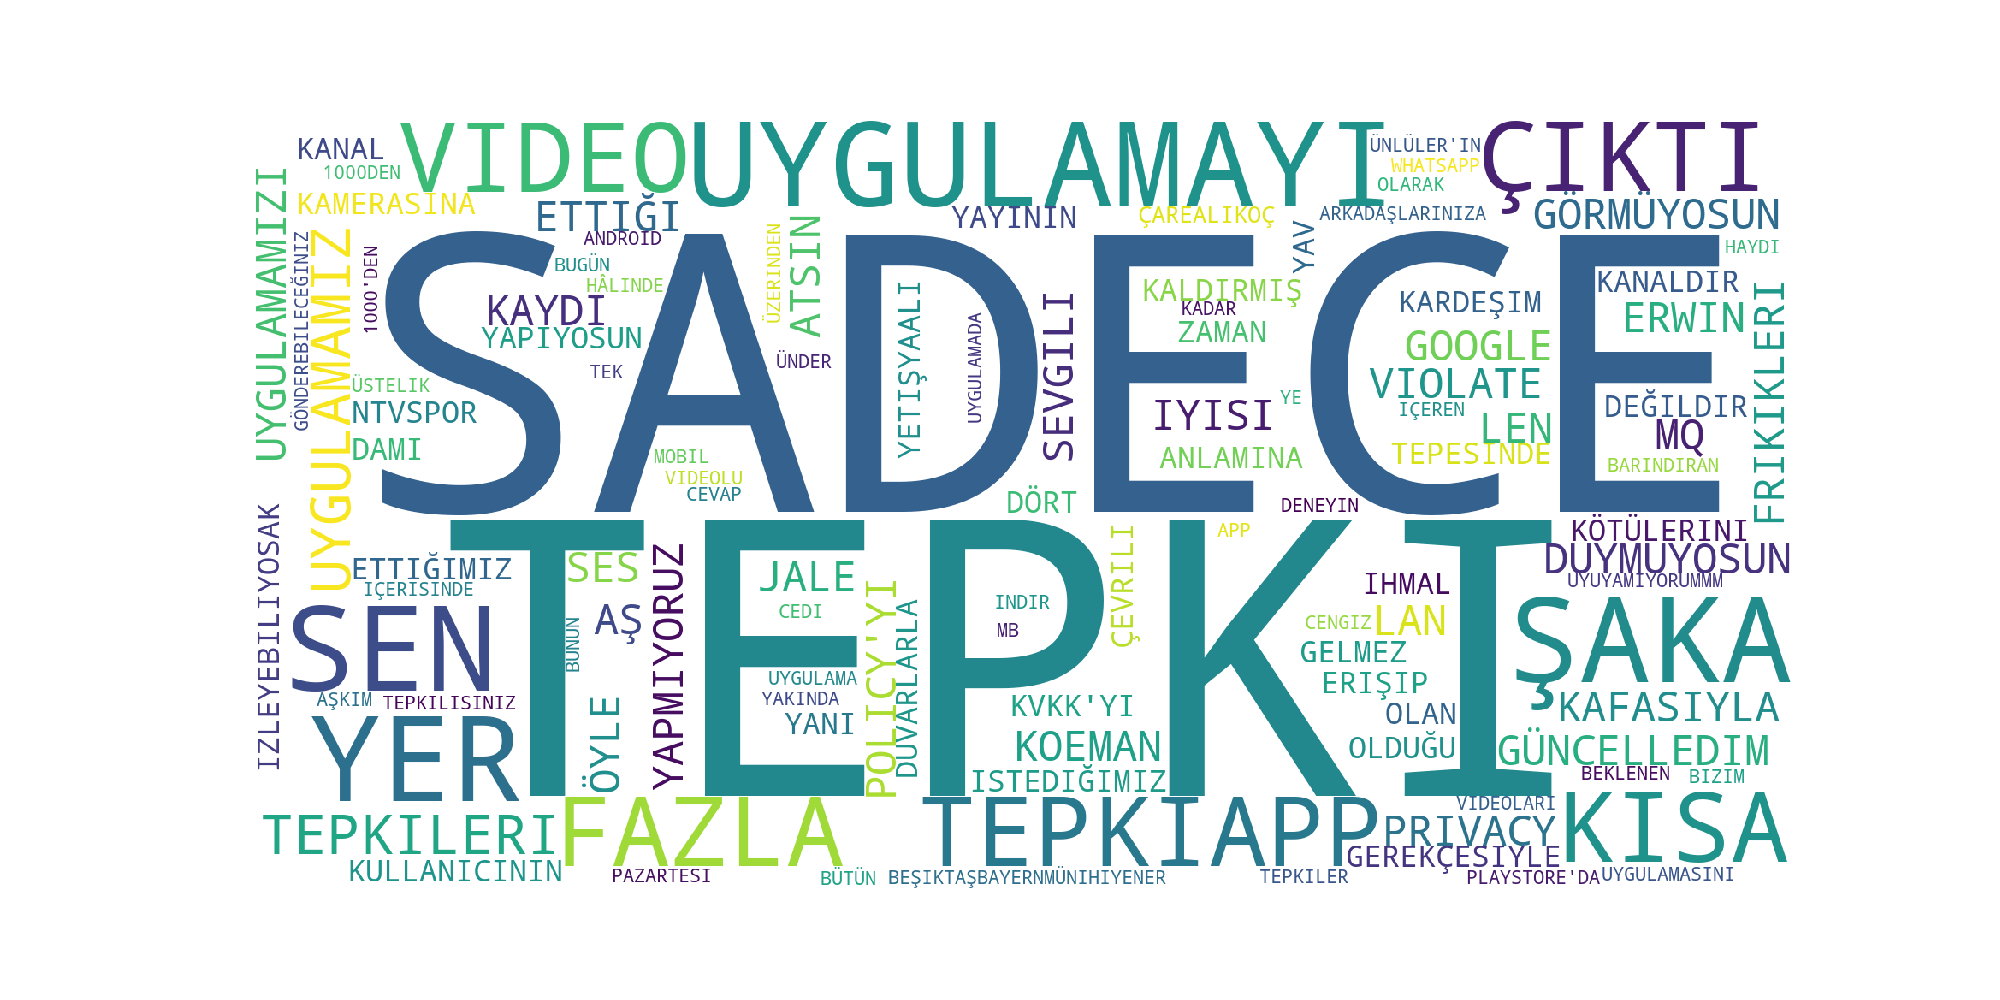 KANAL
1000DEN
KAMERASINA
VIDEO
UYGULAMAYI
ÜNLÜLER'IN
WHATSAPP
OLARAK
ÇIKTI
UYGULAMAMIZI
GÖNDEREBILECEĞINIZ
UYGULAMAMIZ
1000'DEN
ETTIĞI
ANDROID
BUGÜN
HÂLINDE
KAYDI
YAPIYOSUN
TEK
ÜZERINDEN
ATSIN
ÜNDER
YAYININ
ÇAREALIKOÇ
YAV
ARKADAŞLARINIZA
GÖRMÜYOSUN
HAYDI
SADECE
YETIŞYAALI
UYGULAMADA
SEVGILI
KALDIRMIŞ
KADAR
ZAMAN
KARDEŞIM
KANALDIR
ERWIN
GOOGLE
VIOLATE
IÇEREN
YE
IYISI
LEN
DEĞILDIR
MQ
FRIKIKLERI
ÜSTELIK
NTVSPOR
DAMI
MOBIL
VIDEOLU
CEVAP
ANLAMINA
TEPESINDE
BARINDIRAN
DÖRT
DENEYIN
APP
KÖTÜLERINI
DUYMUYOSUN
UYUYAMIYORUMMM
IZLEYEBILIYOSAK
ETTIĞIMIZ
IÇERISINDE
SES
JALE
CEDI
AŞ
BUNUN
YAPMIYORUZ
TEPKI
INDIR
MB
ÇEVRILI
IHMAL
CENGIZ
LAN
GELMEZ
ERIŞIP
SEN
ŞAKA
AŞKIM
TEPKILISINIZ
ÖYLE
UYGULAMA
YAKINDA
YANI
POLICY'YI
DUVARLARLA
KVKK'YI
KOEMAN
ISTEDIĞIMIZ
OLAN
OLDUĞU
KAFASIYLA
GÜNCELLEDIM
BEKLENEN
BIZIM
YER
TEPKILERI
FAZLA
TEPKIAPP
VIDEOLARI
PRIVACY
GEREKÇESIYLE
KISA
KULLANICININ
PAZARTESI
BÜTÜN
BEŞIKTAŞBAYERNMÜNIHIYENER
TEPKILER
PLAYSTORE'DA
UYGULAMASINI